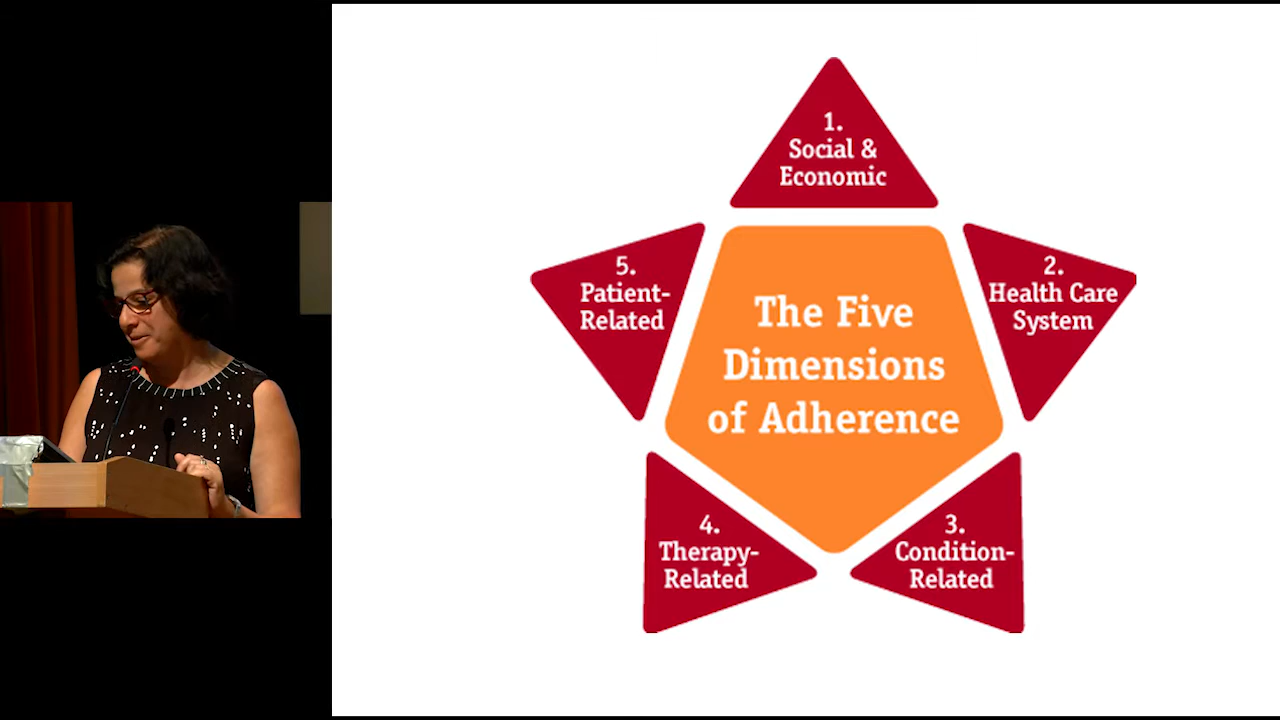 1.
Social &
Economic
2.
Health Care
System
3.
Condition-
Related
4.
Therapy-
Related
5.
Patient-
Related
The Five
Dimensions
of Adherence